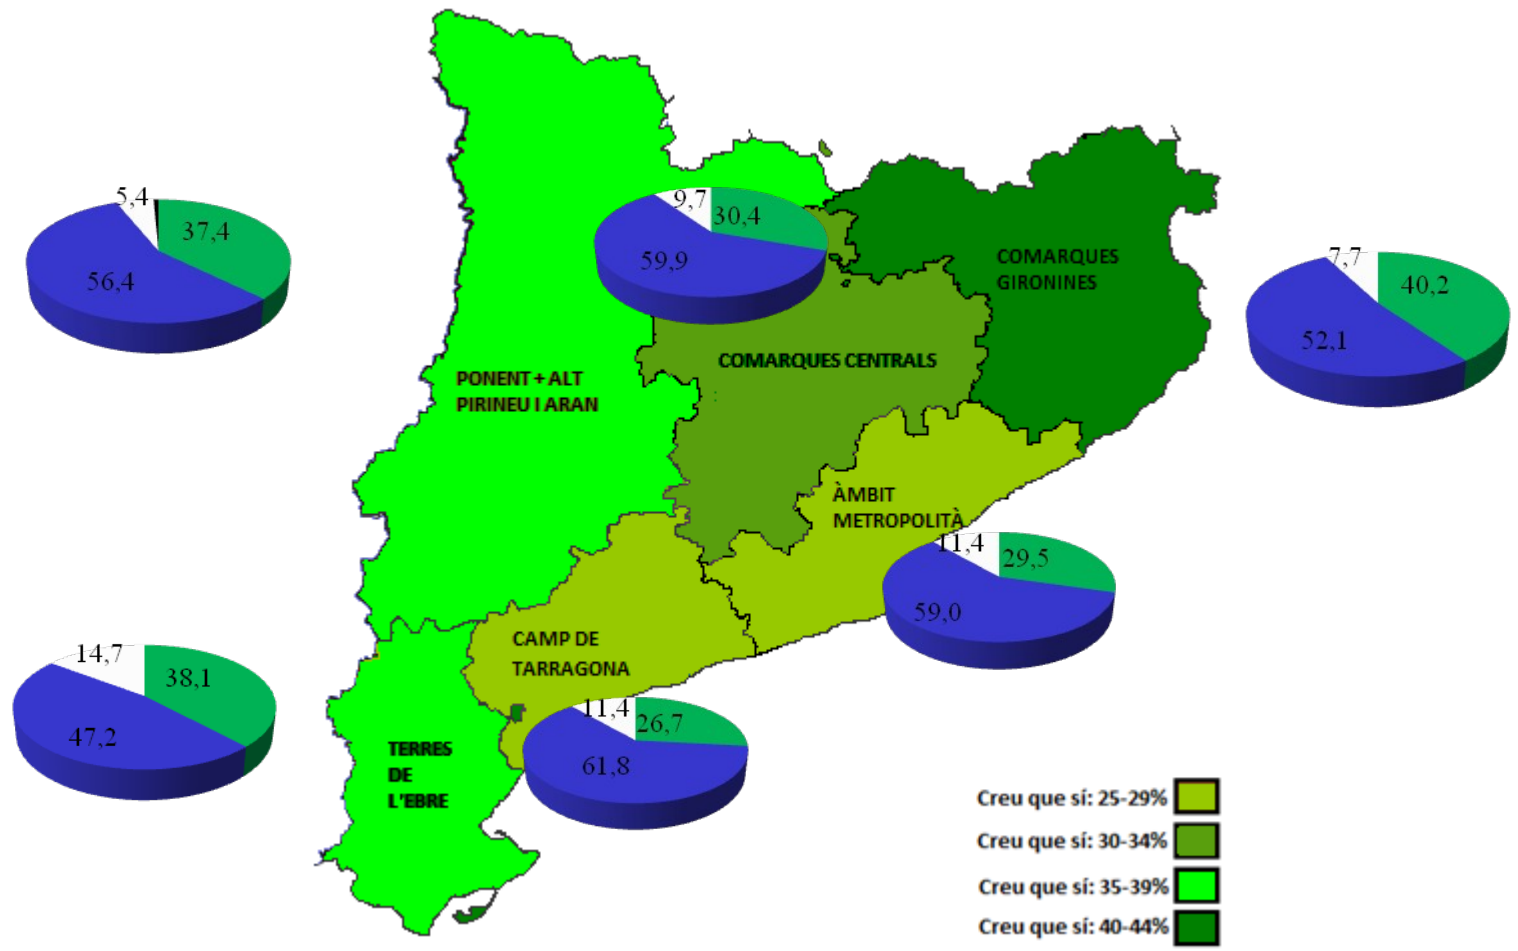 5,4
37,4
56,4
9,7
30,4
59,9
7,7
40,2
52,1
COMARQUES
GIRONINES
COMARQUES CENTRALS
PONENT + ALT
PIRINEU I ARAN
ÀMBIT
METROPOLITÀ
11,4
29,5
59,0
CAMP DE
TARRAGONA
14,7
38,1
47,2
11,4
26,7
61,8
TERRES
DE
L'EBRE
Creu que sí: 25-29%
Creu que sí: 30-34%
Creu que sí: 35-39%
Creu que sí: 40-44%